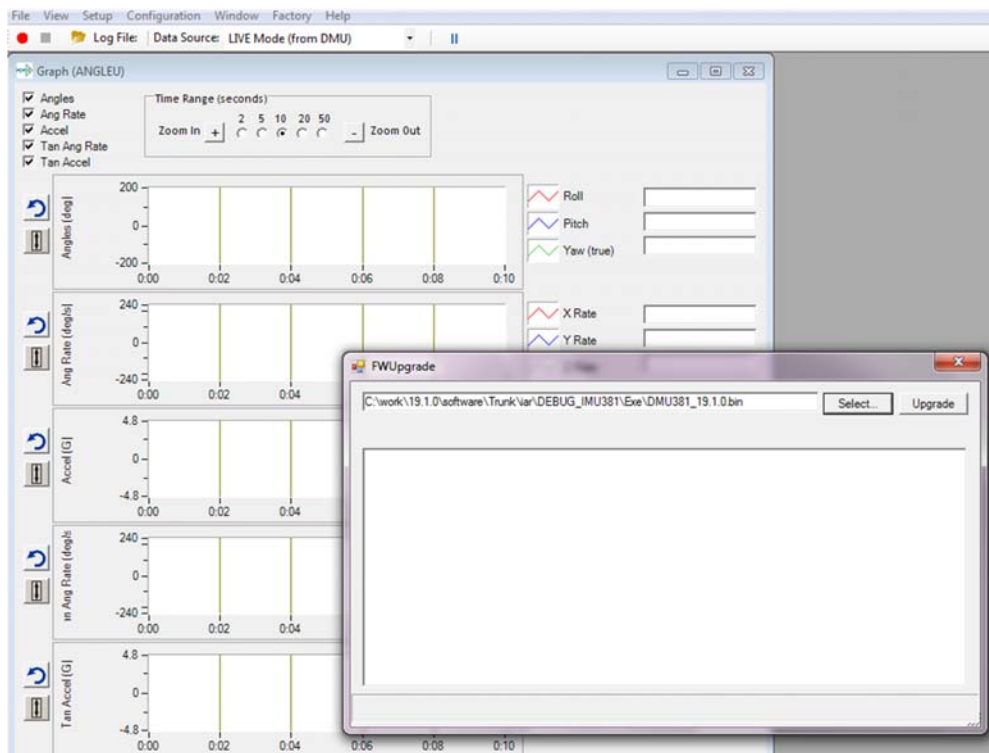 File View Setup Configuration Window Factory Help
Log File: Data Source: LIVE Mode (from DMU)
Graph (ANGLEU)
Angles
Ang Rate
Accel
Tan Ang Rate
Tan Accel
Time Range (seconds)
2 5 10 20 50
Zoom In + - Zoom Out
Angles (deg)
200
0
-200
0:00 0:02 0:04 0:06 0:08 0:10
Roll
Pitch
Yaw (true)
Ang Rate (deg/s)
240
0
-240
0:00 0:02 0:04
X Rate
Y Rate
FWUpgrade
C:\work\19.1.0\software\Trunk\iar\DEBUG_IMU381\Exe\DMU381_19.1.0.bin Select... Upgrade
Accel (G)
4.8
0
-4.8
0:00 0:02 0:04
n Ang Rate (deg/s
240
0
-240
0:00 0:02 0:04
Tan Accel (G)
4.8
0
-4.8
0:00 0:02 0:04 0:06 0:08 0:10